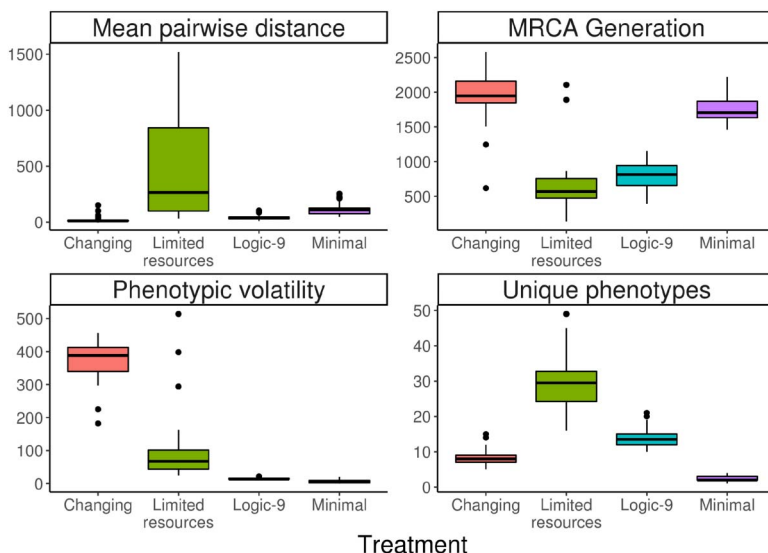 Mean pairwise distance
1500
1000
500
0
Changing
Limited
resources
Logic-9
Minimal
MRCA Generation
2500
2000
1500
1000
500
Changing
Limited
resources
Logic-9
Minimal
Phenotypic volatility
500
400
300
200
100
0
Changing
Limited
resources
Logic-9
Minimal
Unique phenotypes
50
40
30
20
10
0
Changing
Limited
resources
Logic-9
Minimal
Treatment